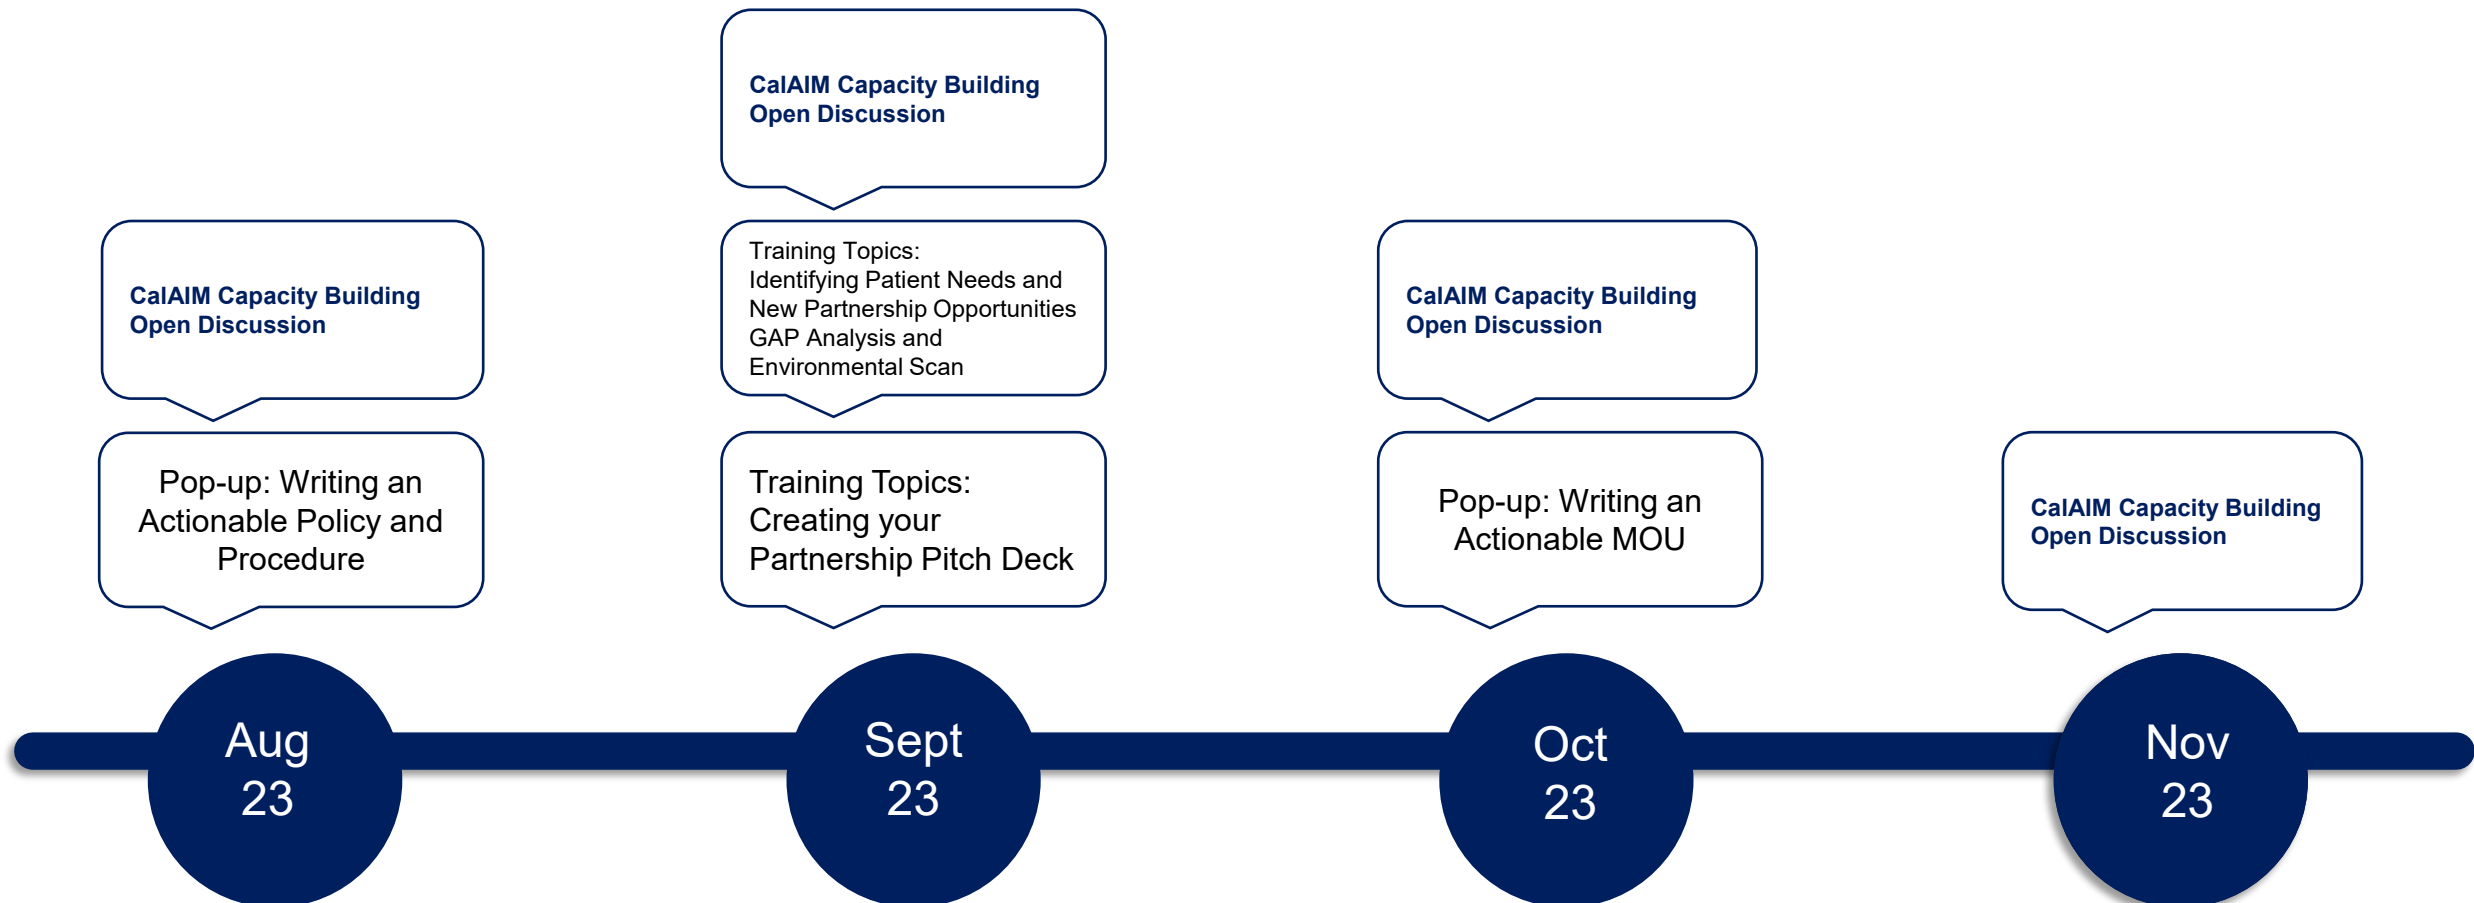 CalAIM Capacity Building
Open Discussion
Pop-up: Writing an
Actionable Policy and
Procedure
Aug
23
CalAIM Capacity Building
Open Discussion
Training Topics:
Identifying Patient Needs and
New Partnership Opportunities
GAP Analysis and
Environmental Scan
Training Topics:
Creating your
Partnership Pitch Deck
Sept
23
CalAIM Capacity Building
Open Discussion
Pop-up: Writing an
Actionable MOU
Oct
23
CalAIM Capacity Building
Open Discussion
Nov
23